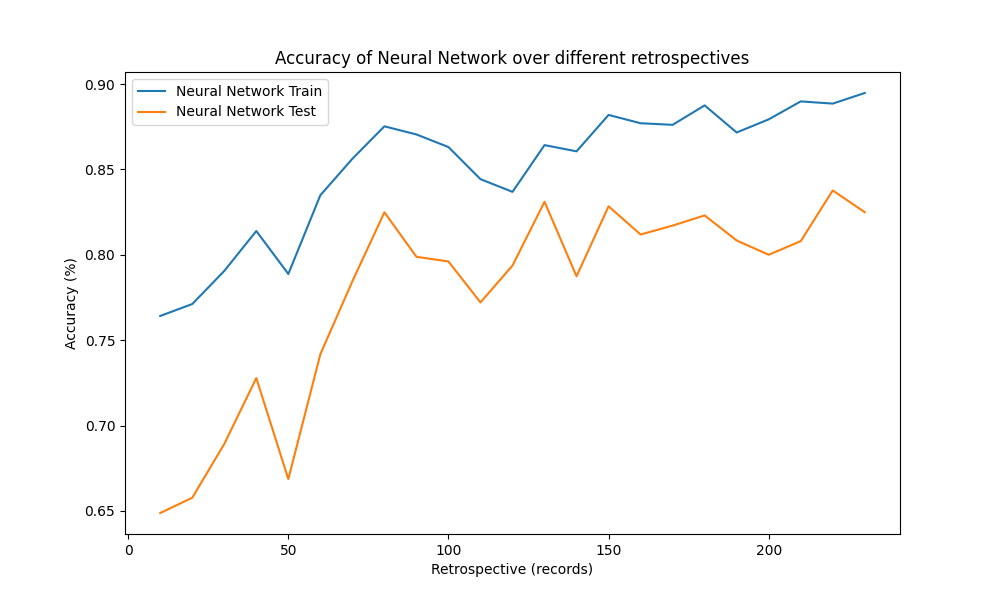 Accuracy of Neural Network over different retrospectives
Neural Network Train
Neural Network Test
Accuracy (%)
0.90
0.85
0.80
0.75
0.70
0.65
0 50 100 150 200
Retrospective (records)